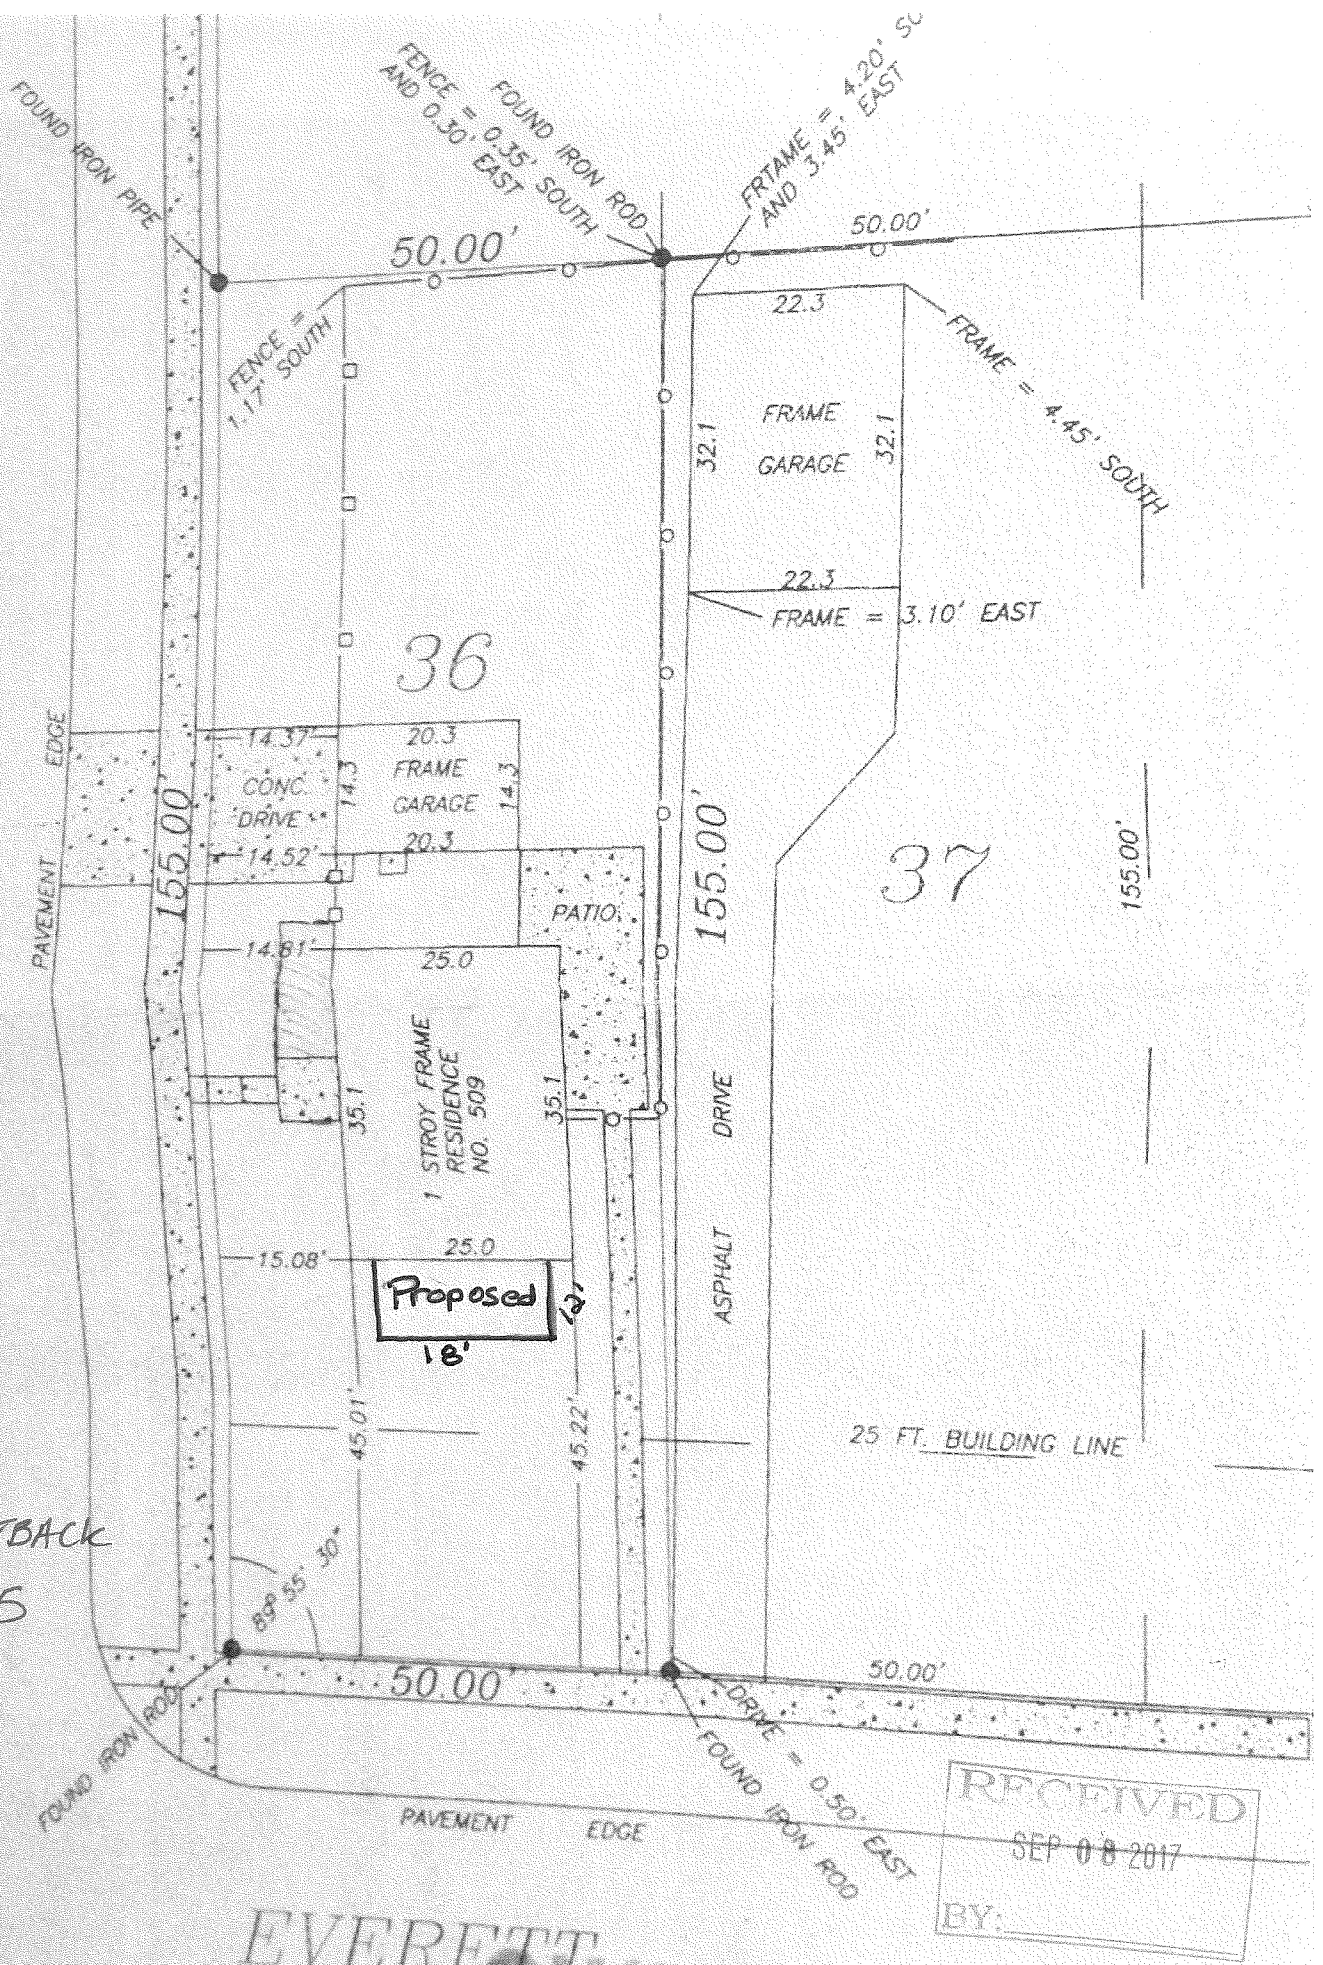 FOUND IRON PIPE
FENCE = 0.35' SOUTH
AND 0.30' EAST
FOUND IRON ROD
FRTAME = 4.20' SO
AND 3.45' EAST
50.00'
50.00'
FENCE =
1.17' SOUTH
22.3
FRAME = 4.45' SOUTH
FRAME
GARAGE
32.1
32.1
22.3
FRAME = 3.10' EAST
36
EDGE
PAVEMENT
14.37'
20.3
CONC.
DRIVE
14.3
FRAME
GARAGE
14.3
155.00'
14.52'
20.3
155.00'
37
155.00'
PATIO
14.81'
25.0
1 STROY FRAME
RESIDENCE
NO. 509
35.1
35.1
ASPHALT DRIVE
15.08'
25.0
Proposed
12'
18'
45.01'
45.22'
25 FT. BUILDING LINE
TBACK
5
89° 55' 30"
50.00'
50.00'
FOUND IRON ROD
DRIVE = 0.50' EAST
FOUND IRON ROD
PAVEMENT EDGE
RECEIVED
SEP 08 2017
BY:
EVERETT